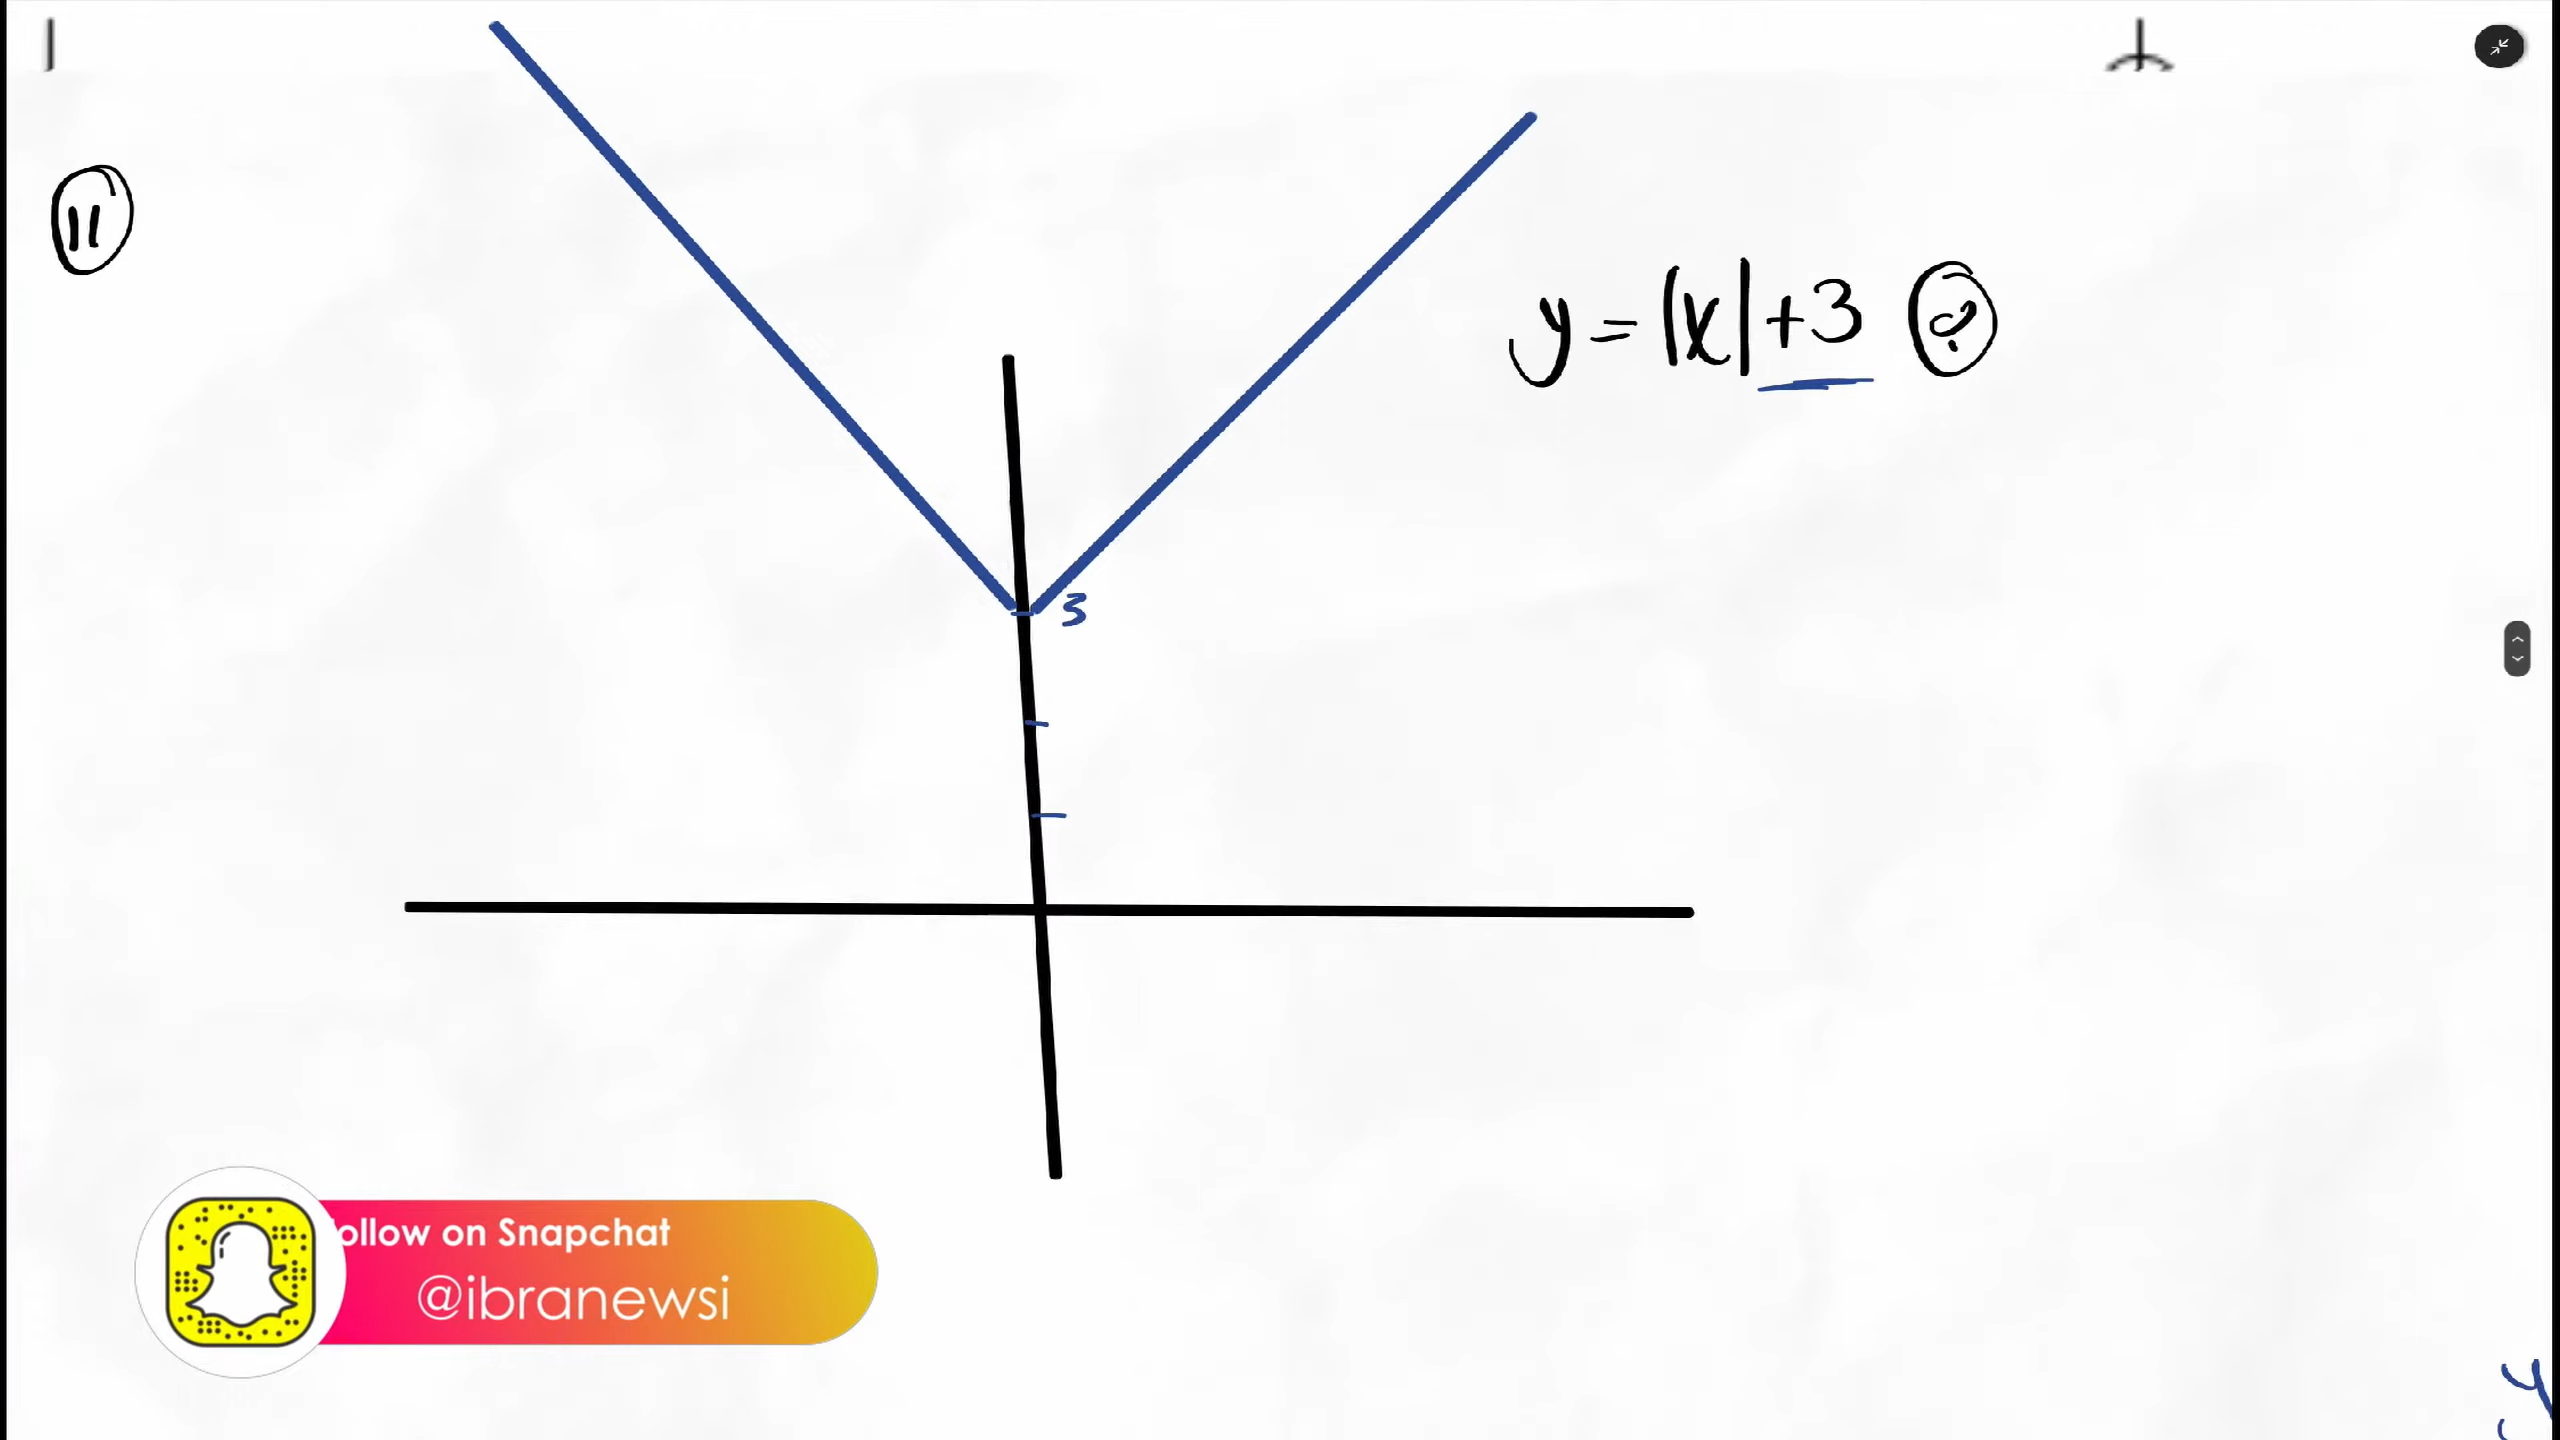 11
y = |x| + 3 ؟
3
ollow on Snapchat
@ibranewsi
y